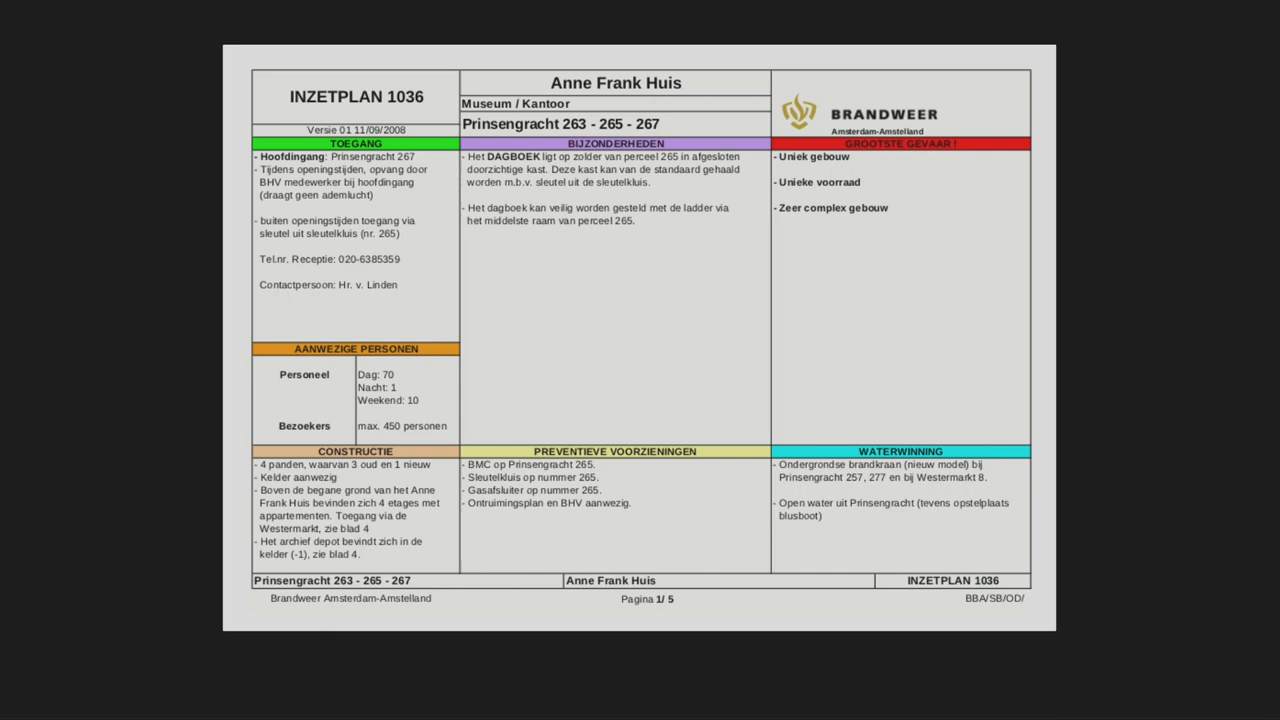 INZETPLAN 1036
Versie 01 11/09/2008
Anne Frank Huis
Museum / Kantoor
Prinsengracht 263 - 265 - 267
BRANDWEER
Amsterdam-Amstelland
TOEGANG
- Hoofdingang: Prinsengracht 267
- Tijdens openingstijden, opvang door
BHV medewerker bij hoofdingang
(draagt geen ademlucht)
- buiten openingstijden toegang via
sleutel uit sleutelkluis (nr. 265)
Tel.nr. Receptie: 020-6385359
Contactpersoon: Hr. v. Linden
AANWEZIGE PERSONEN
Personeel
Dag: 70
Nacht: 1
Weekend: 10
Bezoekers
max. 450 personen
BIJZONDERHEDEN
- Het DAGBOEK ligt op zolder van perceel 265 in afgesloten
doorzichtige kast. Deze kast kan van de standaard gehaald
worden m.b.v. sleutel uit de sleutelkluis.
- Het dagboek kan veilig worden gesteld met de ladder via
het middelste raam van perceel 265.
GROOTSTE GEVAAR !
- Uniek gebouw
- Unieke voorraad
- Zeer complex gebouw
CONSTRUCTIE
- 4 panden, waarvan 3 oud en 1 nieuw
- Kelder aanwezig
- Boven de begane grond van het Anne
Frank Huis bevinden zich 4 etages met
appartementen. Toegang via de
Westermarkt, zie blad 4
- Het archief depot bevindt zich in de
kelder (-1), zie blad 4.
PREVENTIEVE VOORZIENINGEN
- BMC op Prinsengracht 265.
- Sleutelkluis op nummer 265.
- Gasafsluiter op nummer 265.
- Ontruimingsplan en BHV aanwezig.
WATERWINNING
- Ondergrondse brandkraan (nieuw model) bij
Prinsengracht 257, 277 en bij Westermarkt 8.
- Open water uit Prinsengracht (tevens opstelplaats
blusboot)
Prinsengracht 263 - 265 - 267
Anne Frank Huis
INZETPLAN 1036
Brandweer Amsterdam-Amstelland
Pagina 1/ 5
BBA/SB/OD/